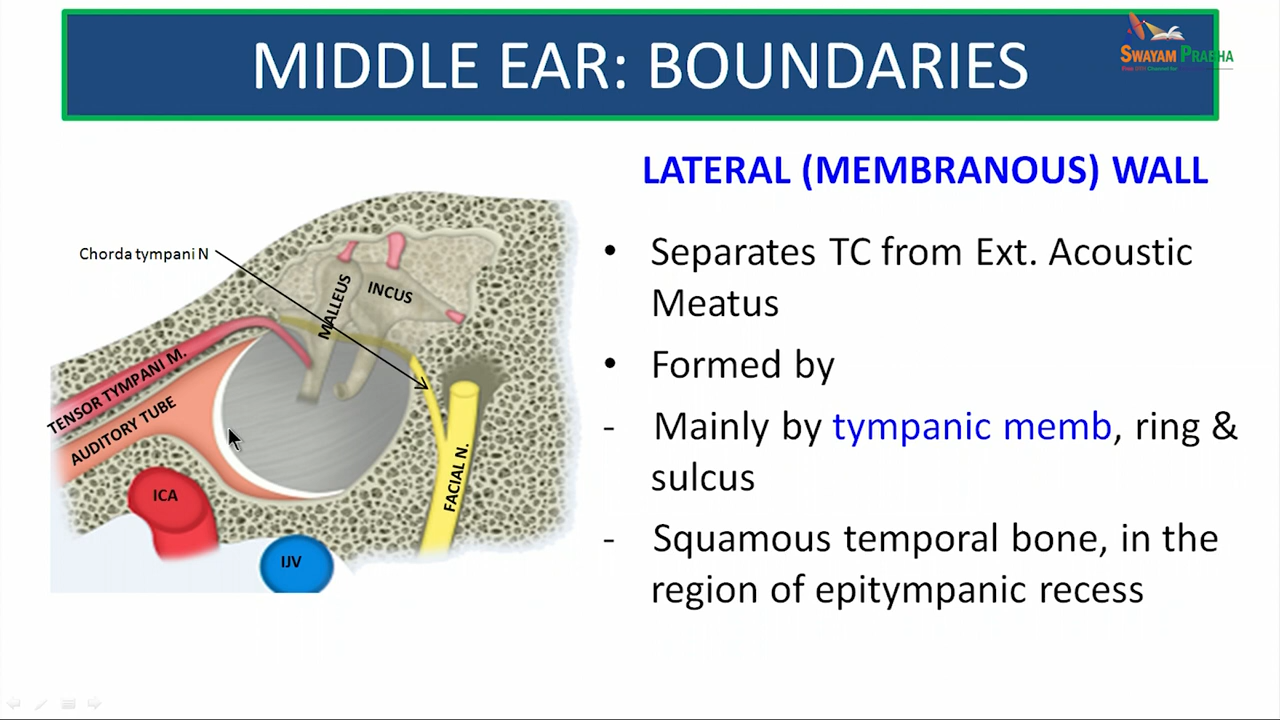 MIDDLE EAR: BOUNDARIES
SWAYAM PRABHA
LATERAL (MEMBRANOUS) WALL
• Separates TC from Ext. Acoustic
Meatus
• Formed by
- Mainly by tympanic memb, ring &
sulcus
- Squamous temporal bone, in the
region of epitympanic recess
Chorda tympani N
MALLEUS
INCUS
TENSOR TYMPANI M.
AUDITORY TUBE
ICA
IJV
FACIAL N.